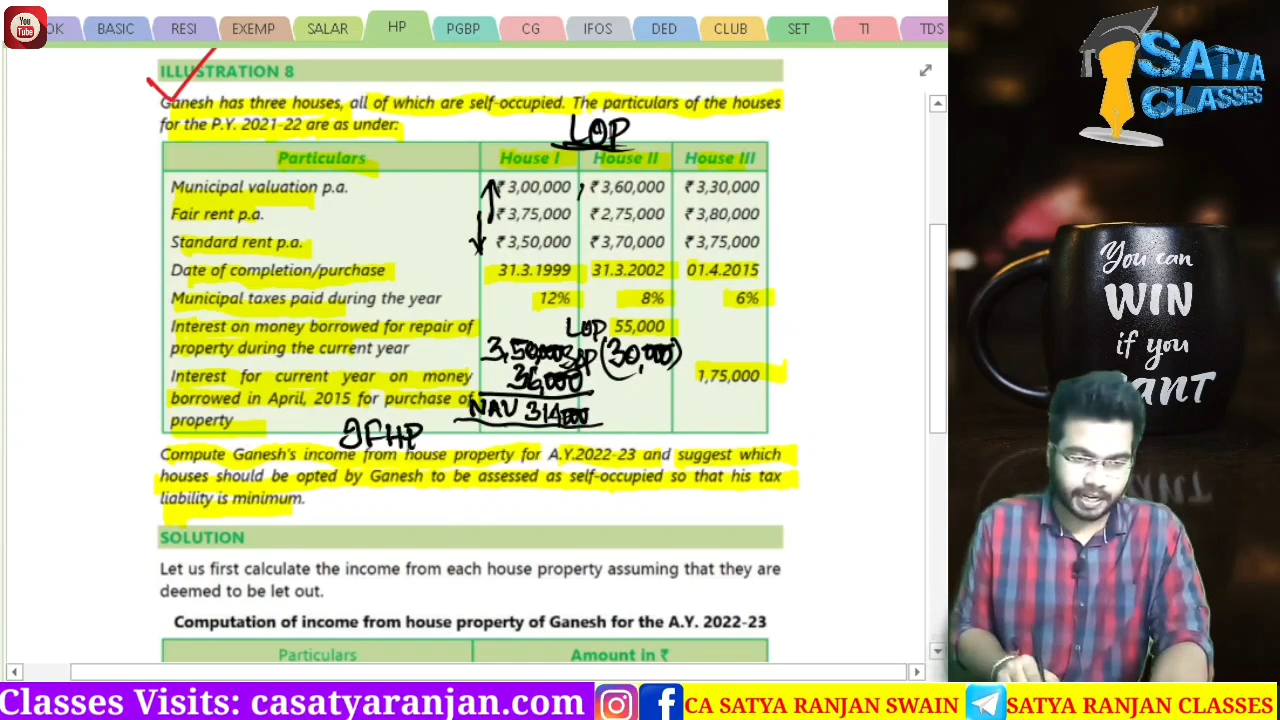 You
Tube
OK BASIC RESI EXEMP SALAR HP PGBP CG IFOS DED CLUB SET TI TDS
SATYA
CLASSES
ILLUSTRATION 8
Ganesh has three houses, all of which are self-occupied. The particulars of the houses
for the P.Y. 2021-22 are as under:
LOP
Particulars House I House II House III
Municipal valuation p.a. ₹ 3,00,000 ₹ 3,60,000 ₹ 3,30,000
Fair rent p.a. ₹ 3,75,000 ₹ 2,75,000 ₹ 3,80,000
Standard rent p.a. ₹ 3,50,000 ₹ 3,70,000 ₹ 3,75,000
Date of completion/purchase 31.3.1999 31.3.2002 01.4.2015
Municipal taxes paid during the year 12% 8% 6%
Interest on money borrowed for repair of LOP 55,000
property during the current year 3,50,000 SOP (30,000)
Interest for current year on money 36,000 1,75,000
borrowed in April, 2015 for purchase of NAV 314000
property
IFHP
Compute Ganesh's income from house property for A.Y.2022-23 and suggest which
houses should be opted by Ganesh to be assessed as self-occupied so that his tax
liability is minimum.
SOLUTION
Let us first calculate the income from each house property assuming that they are
deemed to be let out.
Computation of income from house property of Ganesh for the A.Y. 2022-23
Particulars Amount in ₹
You can
WIN
if you
WANT
Classes Visits: casatyaranjan.com CA SATYA RANJAN SWAIN SATYA RANJAN CLASSES